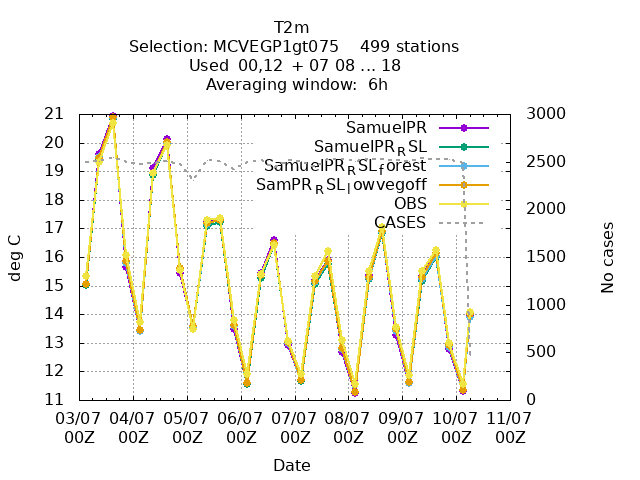 T2m
Selection: MCVEGP1gt075    499 stations
Used  00,12  + 07 08 ... 18
Averaging window:  6h
21
20
19
18
17
16
15
14
13
12
11
deg C
3000
2500
2000
1500
1000
500
0
No cases
SamuelPR
SamuelPR_RSL
SamuelPR_RSL_forest
SamPR_RSL_lowvegoff
OBS
CASES
03/07 04/07 05/07 06/07 07/07 08/07 09/07 10/07 11/07
00Z 00Z 00Z 00Z 00Z 00Z 00Z 00Z 00Z
Date